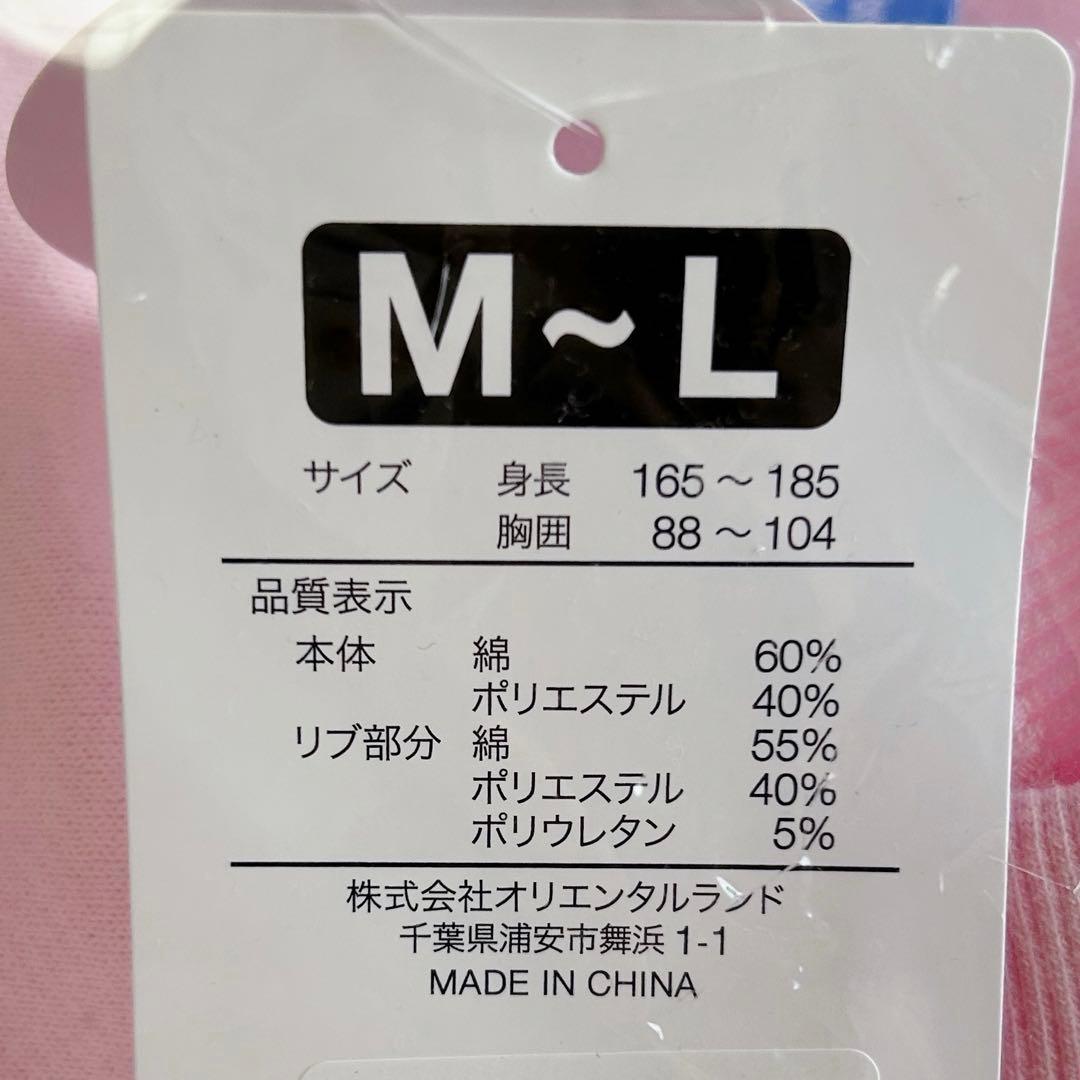 M~L
サイズ 身長 165～185
胸囲 88～104
品質表示
本体 綿 60%
ポリエステル 40%
リブ部分 綿 55%
ポリエステル 40%
ポリウレタン 5%
株式会社オリエンタルランド
千葉県浦安市舞浜1-1
MADE IN CHINA